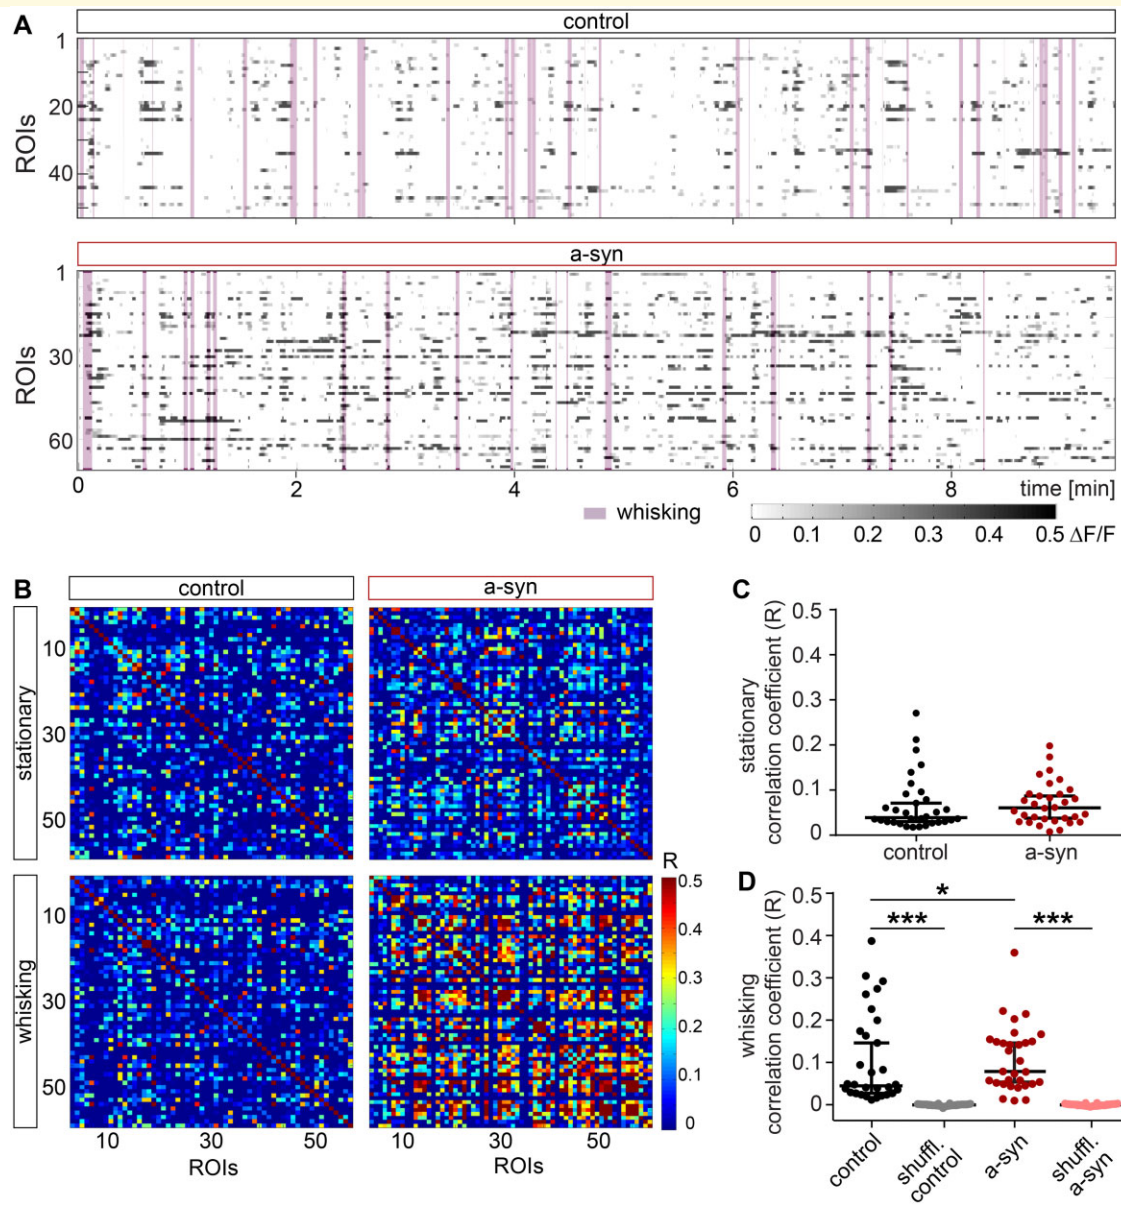 A
control
1
20
40
ROIs
a-syn
1
30
60
ROIs
0 2 4 6 8 time [min]
whisking
0 0.1 0.2 0.3 0.4 0.5 ΔF/F
B
control a-syn
stationary
10
30
50
whisking
10
30
50
10 30 50 10 30 50
ROIs ROIs
R
0.5
0.4
0.3
0.2
0.1
0
C
stationary
correlation coefficient (R)
0.5
0.4
0.3
0.2
0.1
0
control a-syn
D
whisking
correlation coefficient (R)
0.5
0.4
0.3
0.2
0.1
0
*
*** ***
control
shuffl.
control
a-syn
shuffl.
a-syn